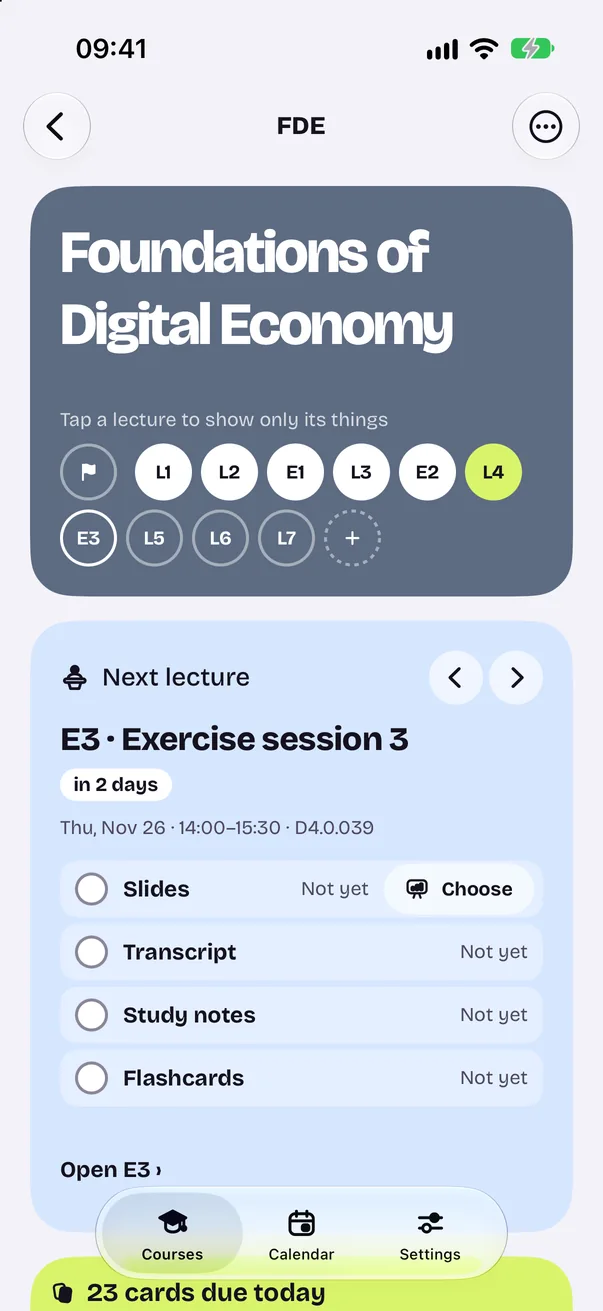 09:41
FDE
Foundations of
Digital Economy
Tap a lecture to show only its things
L1 L2 E1 L3 E2 L4
E3 L5 L6 L7 +
Next lecture
E3 · Exercise session 3
in 2 days
Thu, Nov 26 · 14:00–15:30 · D4.0.039
Slides Not yet Choose
Transcript Not yet
Study notes Not yet
Flashcards Not yet
Open E3 ›
Courses Calendar Settings
23 cards due today